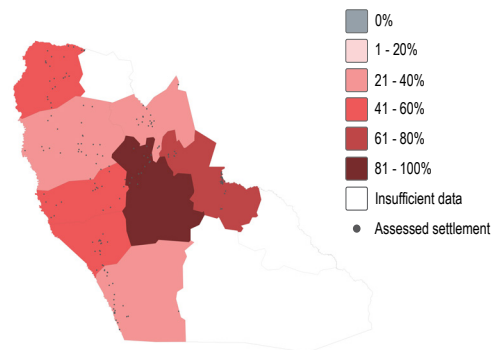 0%
1 - 20%
21 - 40%
41 - 60%
61 - 80%
81 - 100%
Insufficient data
Assessed settlement